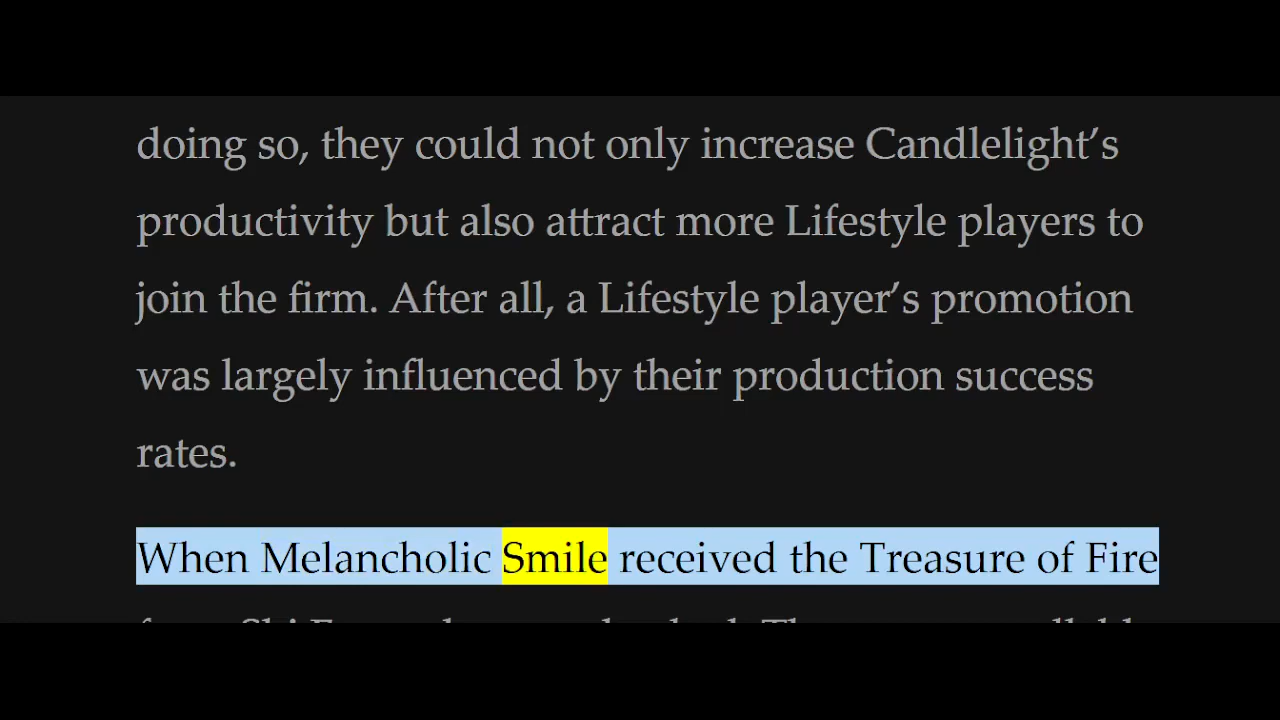 doing so, they could not only increase Candlelight’s
productivity but also attract more Lifestyle players to
join the firm. After all, a Lifestyle player’s promotion
was largely influenced by their production success
rates.
When Melancholic Smile received the Treasure of Fire